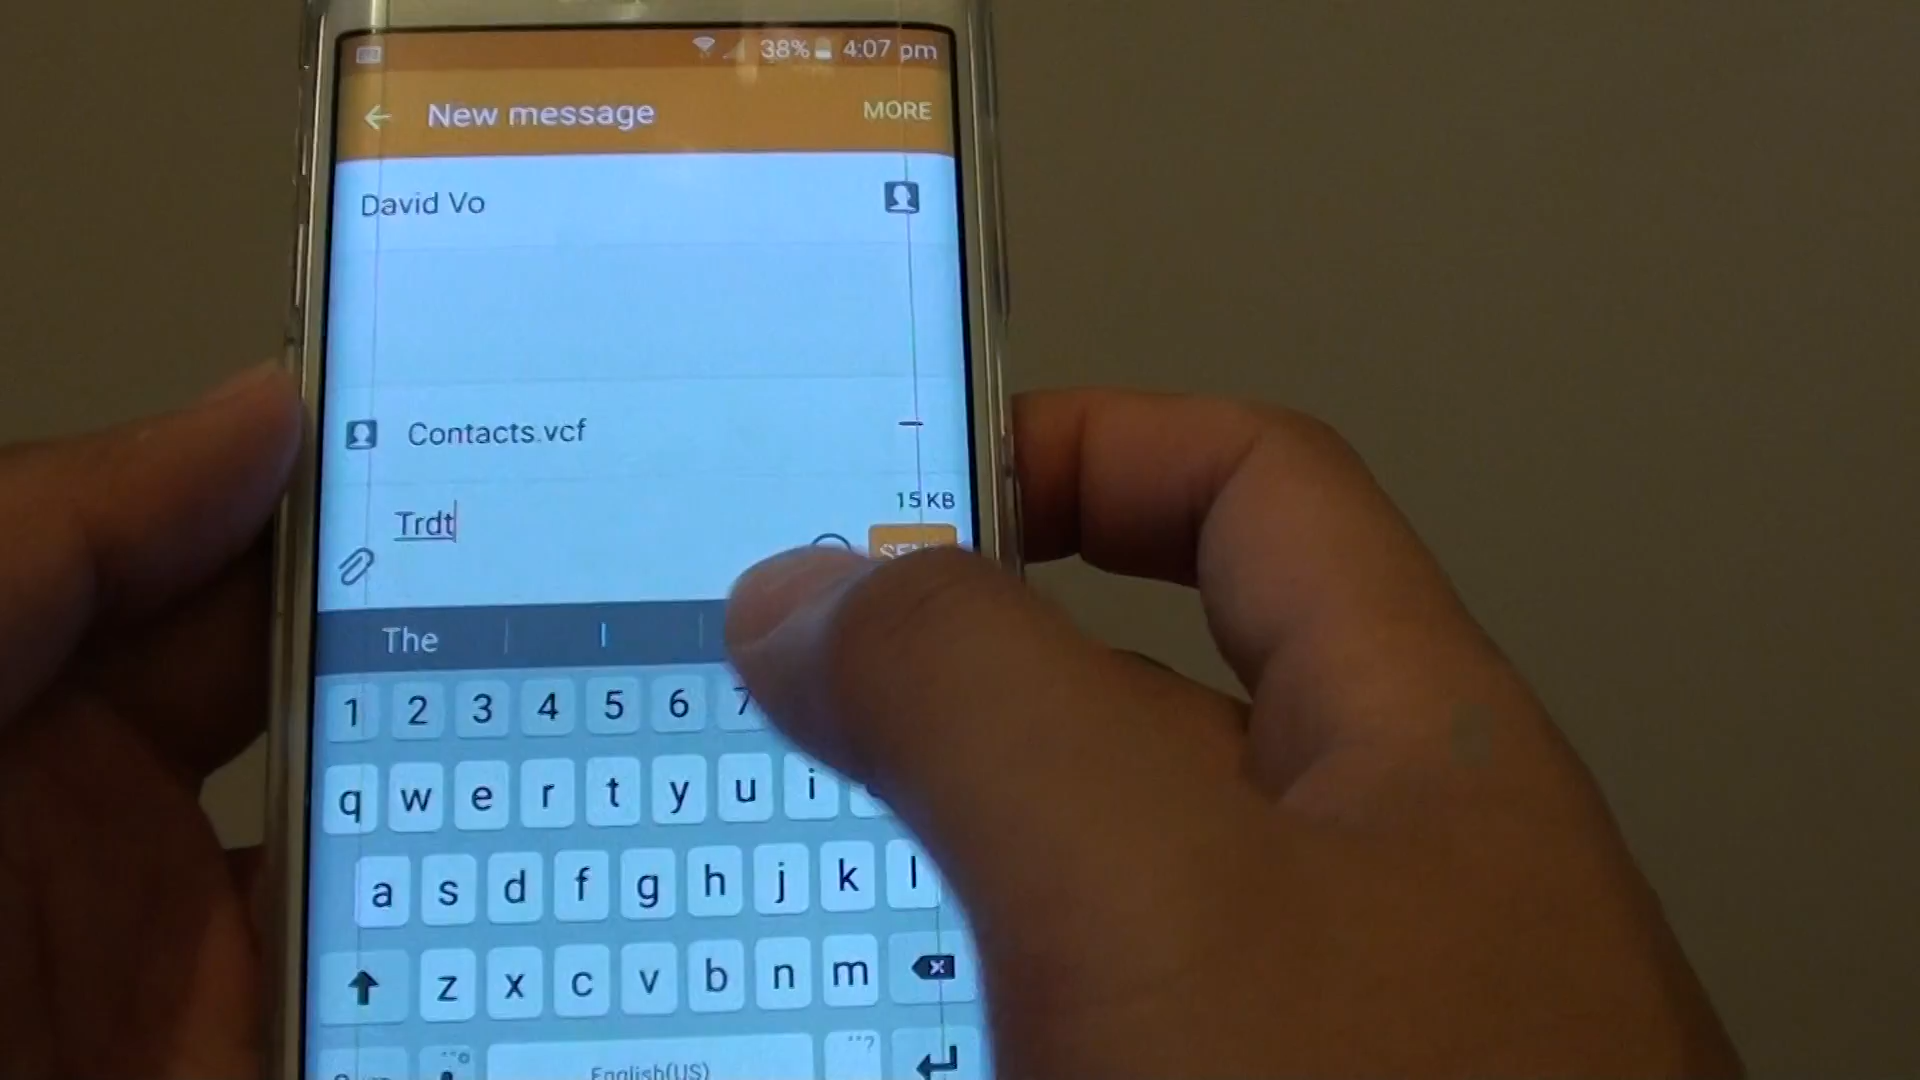 38% 4:07 pm
New message MORE
David Vo
Contacts.vcf
15 KB
Trdt
The I
1 2 3 4 5 6 7
q w e r t y u i
a s d f g h j k l
z x c v b n m
English(US)